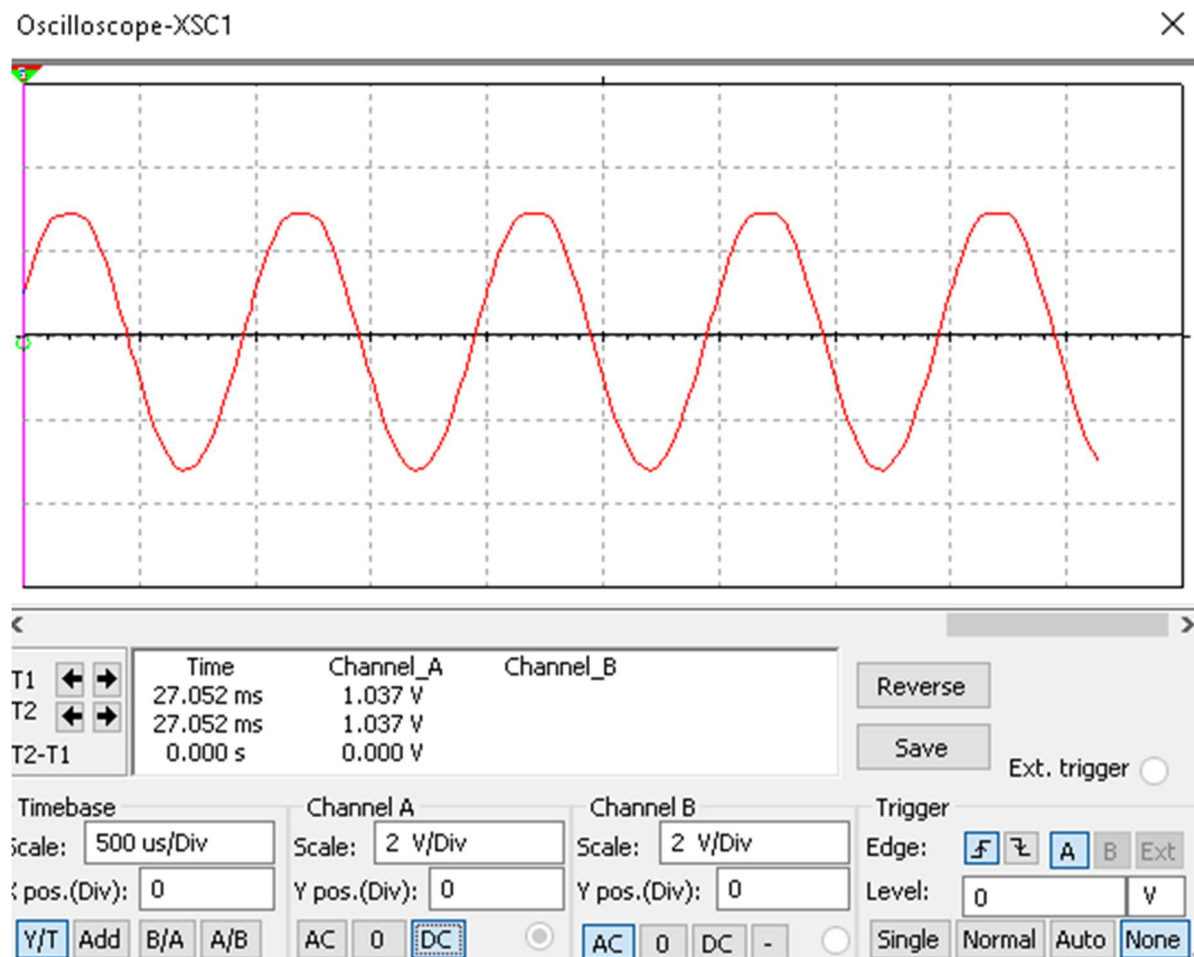 Oscilloscope-XSC1
Time Channel_A Channel_B
T1 27.052 ms 1.037 V
T2 27.052 ms 1.037 V
T2-T1 0.000 s 0.000 V
Reverse
Save
Ext. trigger
Timebase Channel A Channel B Trigger
Scale: 500 us/Div Scale: 2 V/Div Scale: 2 V/Div Edge: A B Ext
X pos.(Div): 0 Y pos.(Div): 0 Y pos.(Div): 0 Level: 0 V
Y/T Add B/A A/B AC 0 DC AC 0 DC - Single Normal Auto None